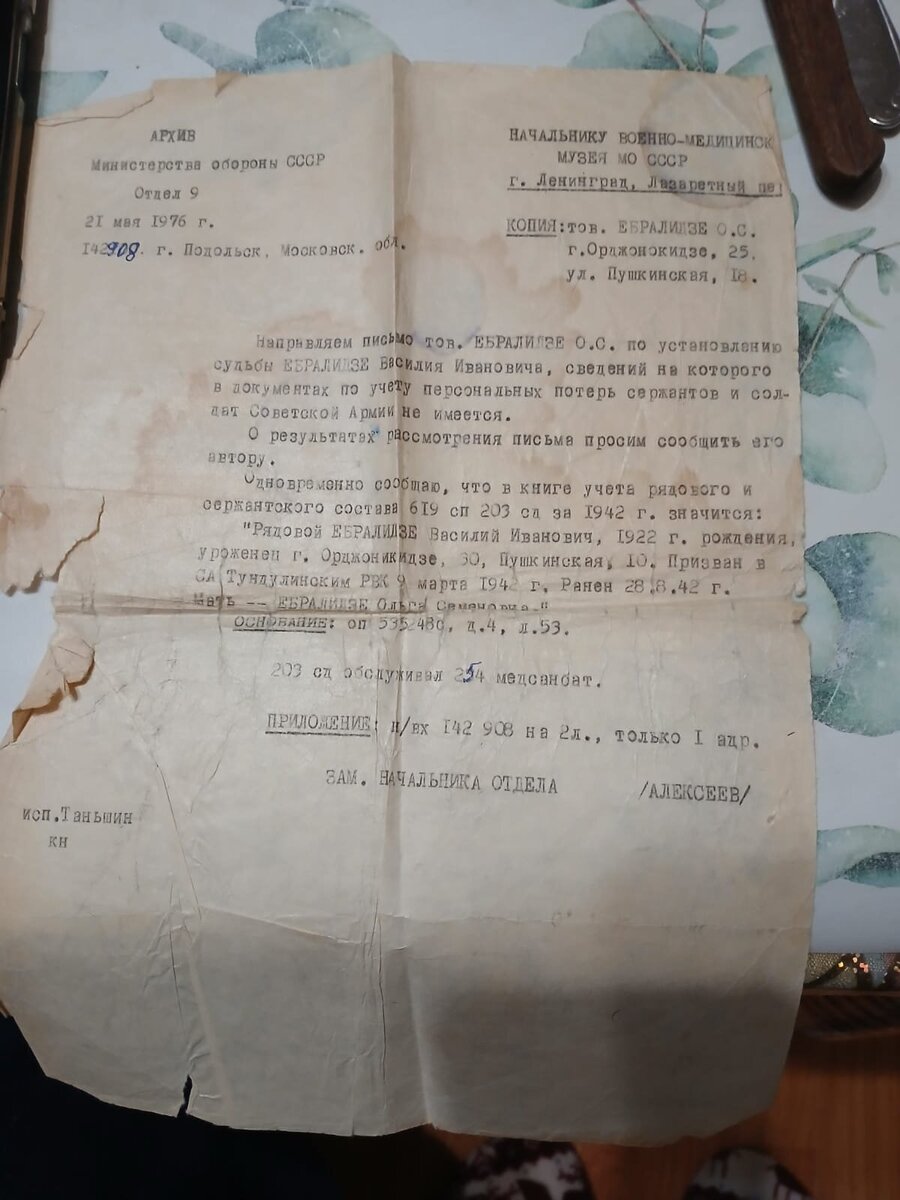 АРХИВ
Министерства обороны СССР
Отдел 9
21 мая 1976 г.
142908. г. Подольск, Московск. обл.
НАЧАЛЬНИКУ ВОЕННО-МЕДИЦИНСК
МУЗЕЯ МО СССР
г. Ленинград, Лазаретный пе
КОПИЯ: тов. ЕБРАЛИДЗЕ О.С.
г.Орджонокидзе, 25,
ул. Пушкинская, 18.
Направляем письмо тов. ЕБРАЛИДЗЕ О.С. по установлению
судьбы ЕБРАЛИДЗЕ Василия Ивановича, сведений на которого
в документах по учету персональных потерь сержантов и сол-
дат Советской Армии не имеется.
О результатах рассмотрения письма просим сообщить его
автору.
Одновременно сообщаю, что в книге учета рядового и
сержантского состава 619 сп 203 сд за 1942 г. значится:
"Рядовой ЕБРАЛИДЗЕ Василий Иванович, 1922 г. рождения,
уроженец г. Орджоникидзе, 30, Пушкинская, 10. Призван в
СА Тундулинским РВК 9 марта 1942 г. Ранен 28.8.42 г.
Мать -- ЕБРАЛИДЗЕ Ольга Семеновна."
ОСНОВАНИЕ: оп 535480, д.4, л.53.
203 сд обслуживал 254 медсанбат.
ПРИЛОЖЕНИЕ: п/вх 142 908 на 2л., только I адр.
ЗАМ. НАЧАЛЬНИКА ОТДЕЛА /АЛЕКСЕЕВ/
исп.Таньшин
кн